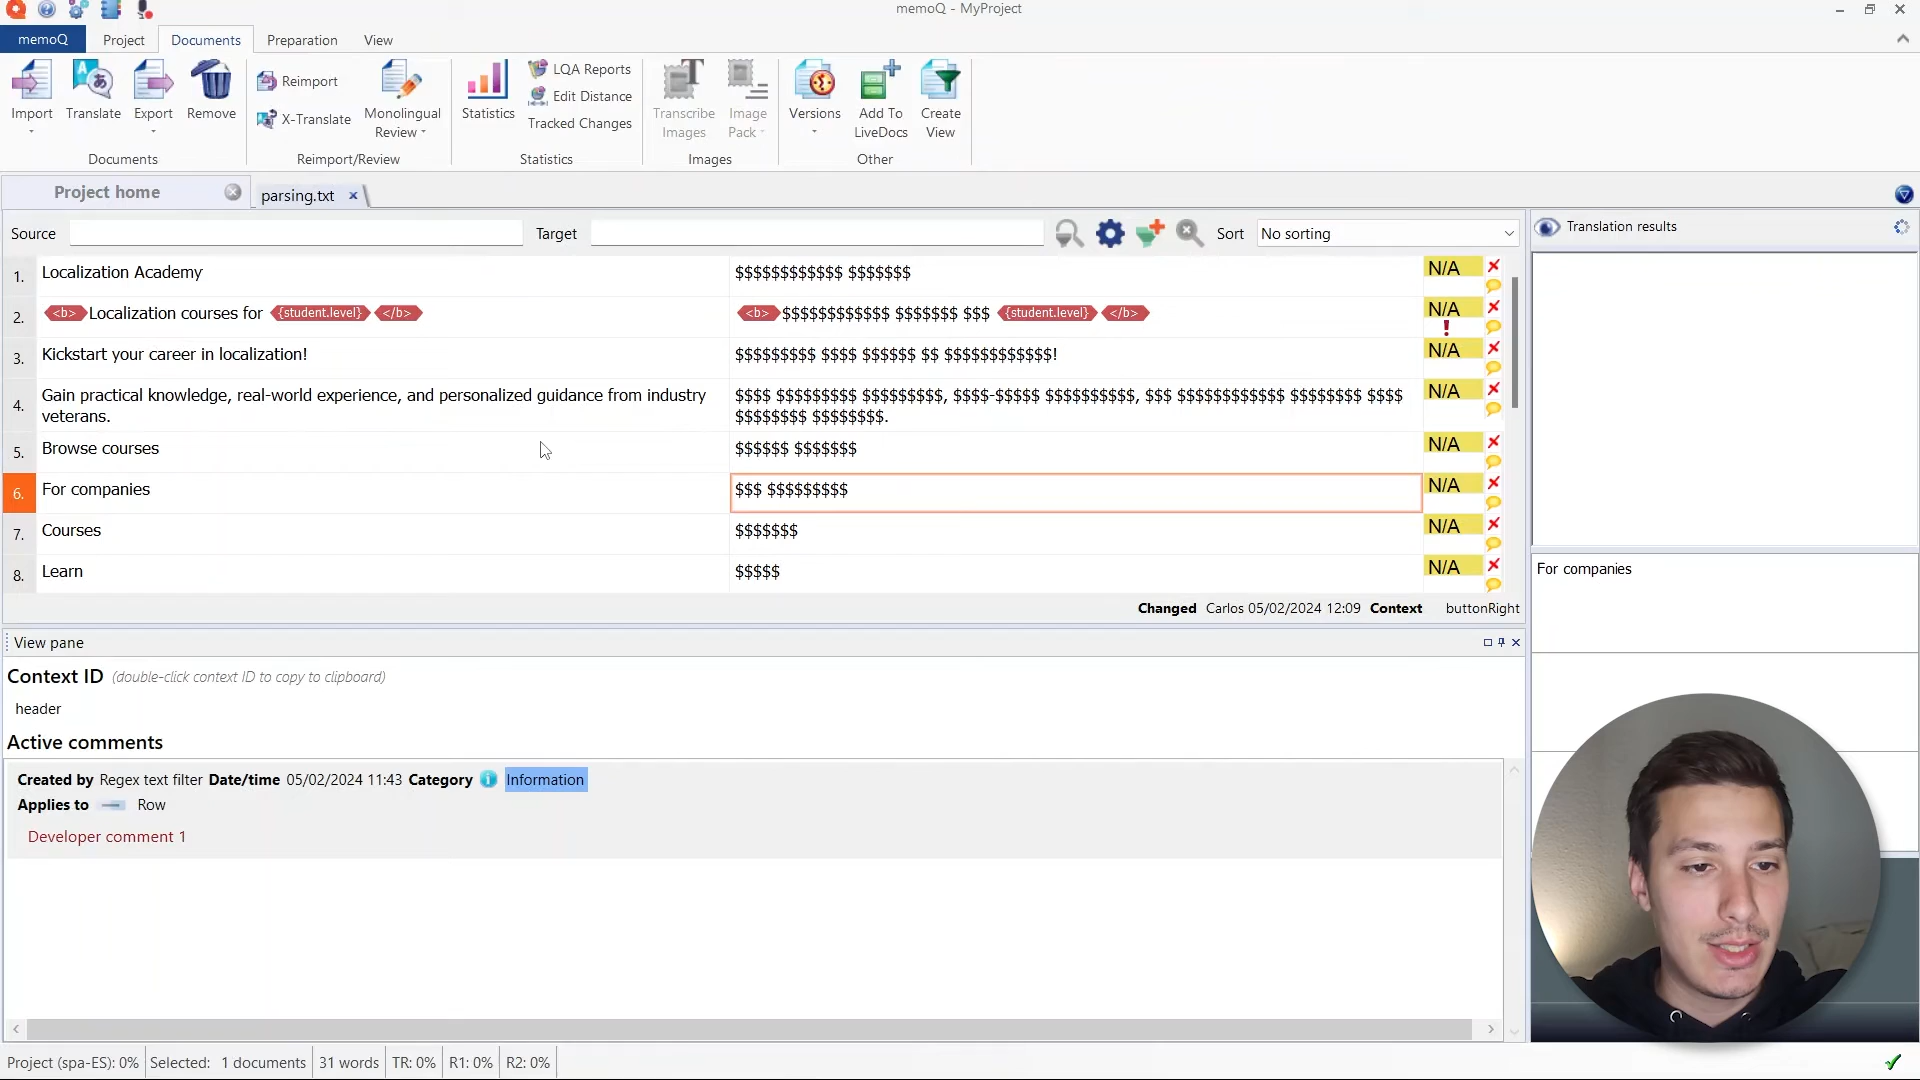 memoQ - MyProject
memoQ Project Documents Preparation View
Import Translate Export Remove
Documents
Reimport
X-Translate
Monolingual Review
Reimport/Review
Statistics
LQA Reports
Edit Distance
Tracked Changes
Statistics
Transcribe Images
Image Pack
Images
Versions
Add To LiveDocs
Create View
Other
Project home parsing.txt
Source Target Sort No sorting
Translation results
1. Localization Academy $$$$$$$$$$$$ $$$$$$$ N/A
2. <b> Localization courses for {student.level} </b> <b> $$$$$$$$$$$$ $$$$$$$ $$$ {student.level} </b> N/A
!
3. Kickstart your career in localization! $$$$$$$$$ $$$$ $$$$$$ $$ $$$$$$$$$$$$! N/A
4. Gain practical knowledge, real-world experience, and personalized guidance from industry $$$$ $$$$$$$$$ $$$$$$$$$, $$$$-$$$$$ $$$$$$$$$$, $$$ $$$$$$$$$$$$ $$$$$$$$ $$$$ N/A
veterans. $$$$$$$$ $$$$$$$$.
5. Browse courses $$$$$$ $$$$$$$ N/A
6. For companies $$$ $$$$$$$$$ N/A
7. Courses $$$$$$$ N/A
8. Learn $$$$$ N/A
Changed Carlos 05/02/2024 12:09 Context buttonRight
For companies
View pane
Context ID (double-click context ID to copy to clipboard)
header
Active comments
Created by Regex text filter Date/time 05/02/2024 11:43 Category Information
Applies to Row
Developer comment 1
Project (spa-ES): 0% Selected: 1 documents 31 words TR: 0% R1: 0% R2: 0%